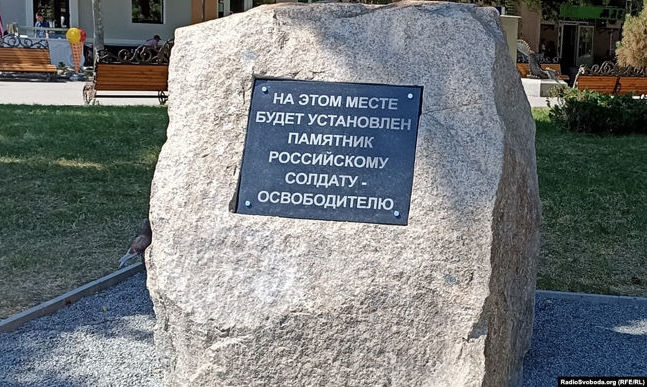 НА ЭТОМ МЕСТЕ
БУДЕТ УСТАНОВЛЕН
ПАМЯТНИК
РОССИЙСКОМУ
СОЛДАТУ -
ОСВОБОДИТЕЛЮ
RadioSvoboda.org (RFE/RL)